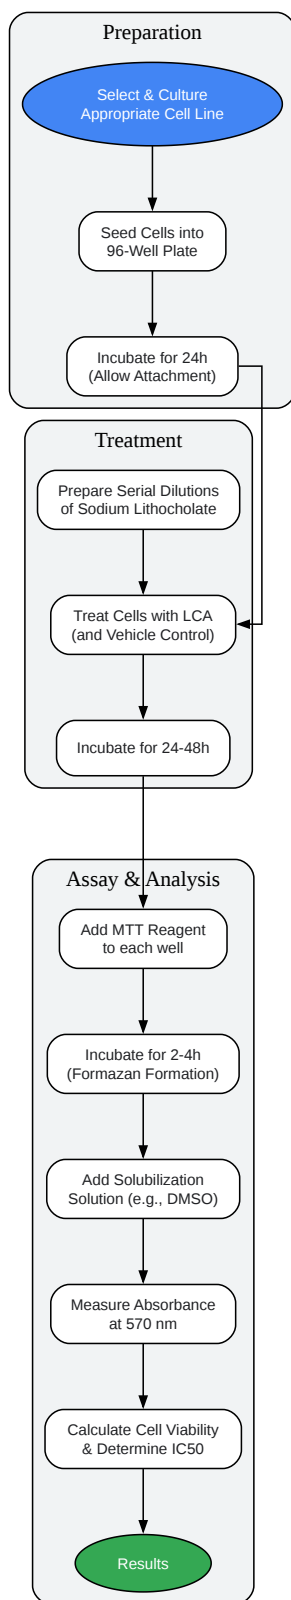 Preparation
Select & Culture
Appropriate Cell Line
Seed Cells into
96-Well Plate
Incubate for 24h
(Allow Attachment)
Treatment
Prepare Serial Dilutions
of Sodium Lithocholate
Treat Cells with LCA
(and Vehicle Control)
Incubate for 24-48h
Assay & Analysis
Add MTT Reagent
to each well
Incubate for 2-4h
(Formazan Formation)
Add Solubilization
Solution (e.g., DMSO)
Measure Absorbance
at 570 nm
Calculate Cell Viability
& Determine IC50
Results